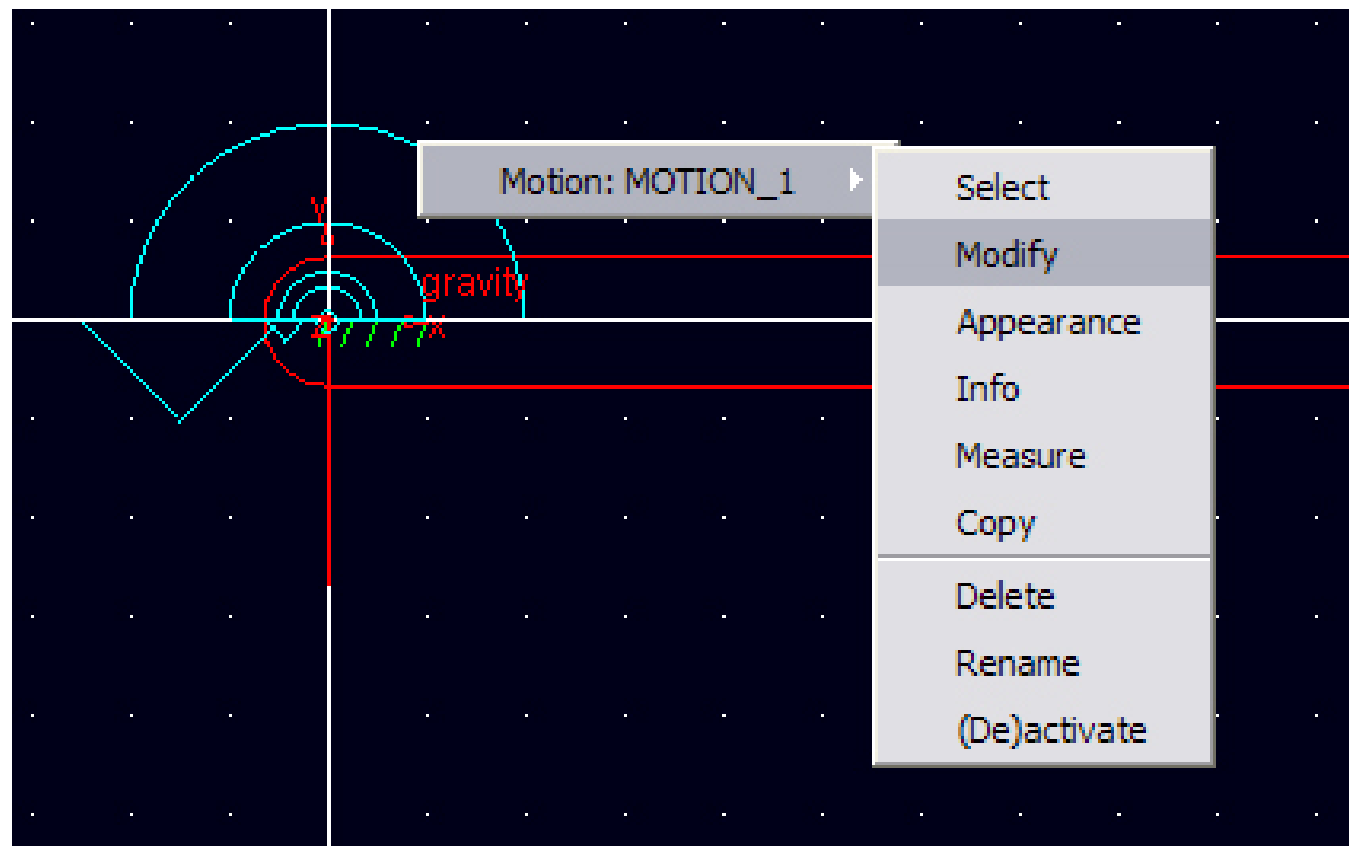 Motion: MOTION_1
Select
Modify
Appearance
Info
Measure
Copy
Delete
Rename
(De)activate
Y
gravity
X